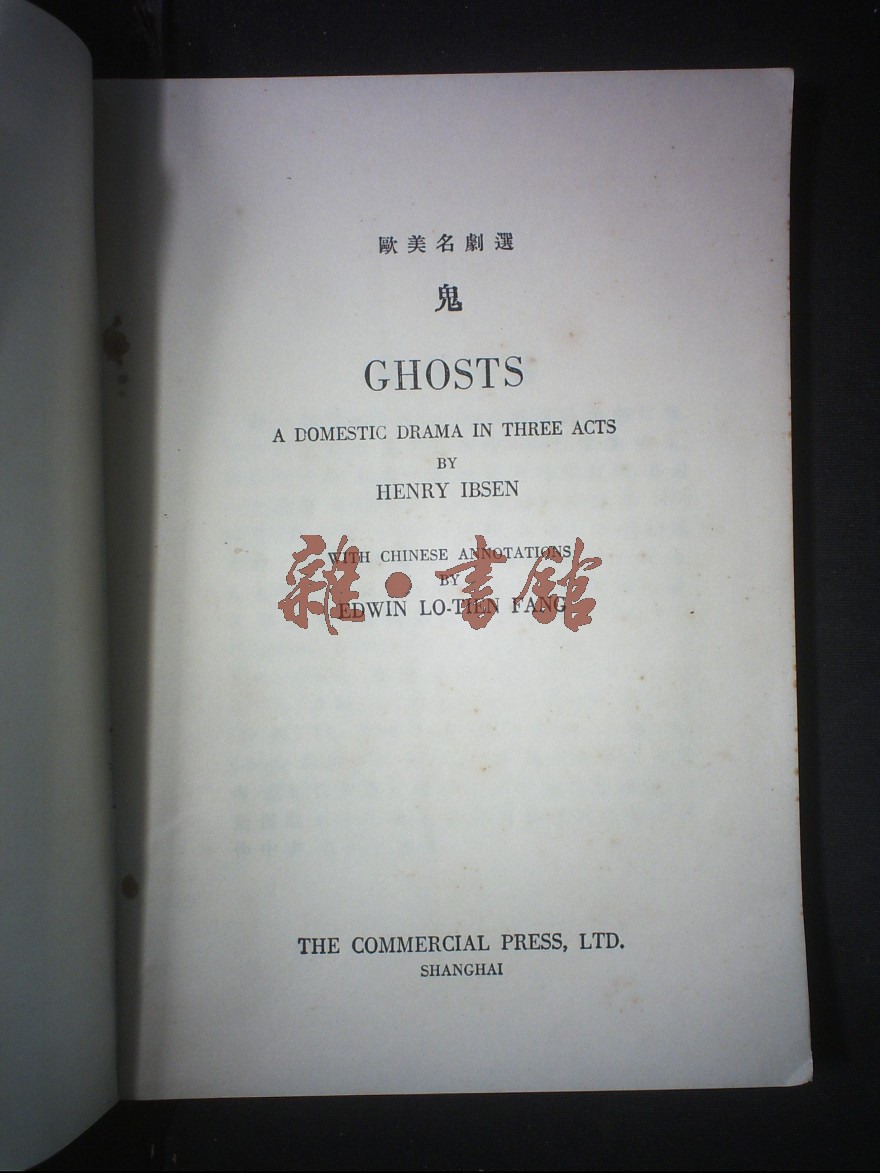 歐美名劇選
鬼
GHOSTS
A DOMESTIC DRAMA IN THREE ACTS
BY
HENRY IBSEN
WITH CHINESE ANNOTATIONS
BY
EDWIN LO-TIEN FANG
雜·書館
THE COMMERCIAL PRESS, LTD.
SHANGHAI